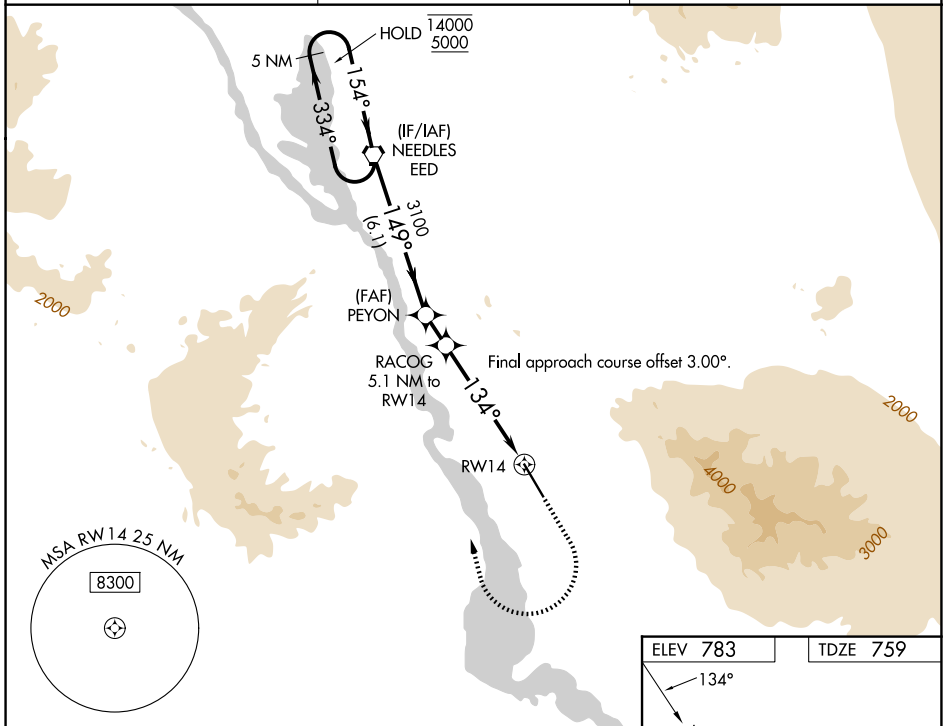 HOLD 14000
5000
5 NM
154°
334°
(IF/IAF)
NEEDLES
EED
3100
149°
(6.1)
(FAF)
PEYON
RACOG
5.1 NM to
RW14
Final approach course offset 3.00°.
134°
RW14
2000
2000
4000
3000
MSA RW14 25 NM
8300
ELEV 783
TDZE 759
134°